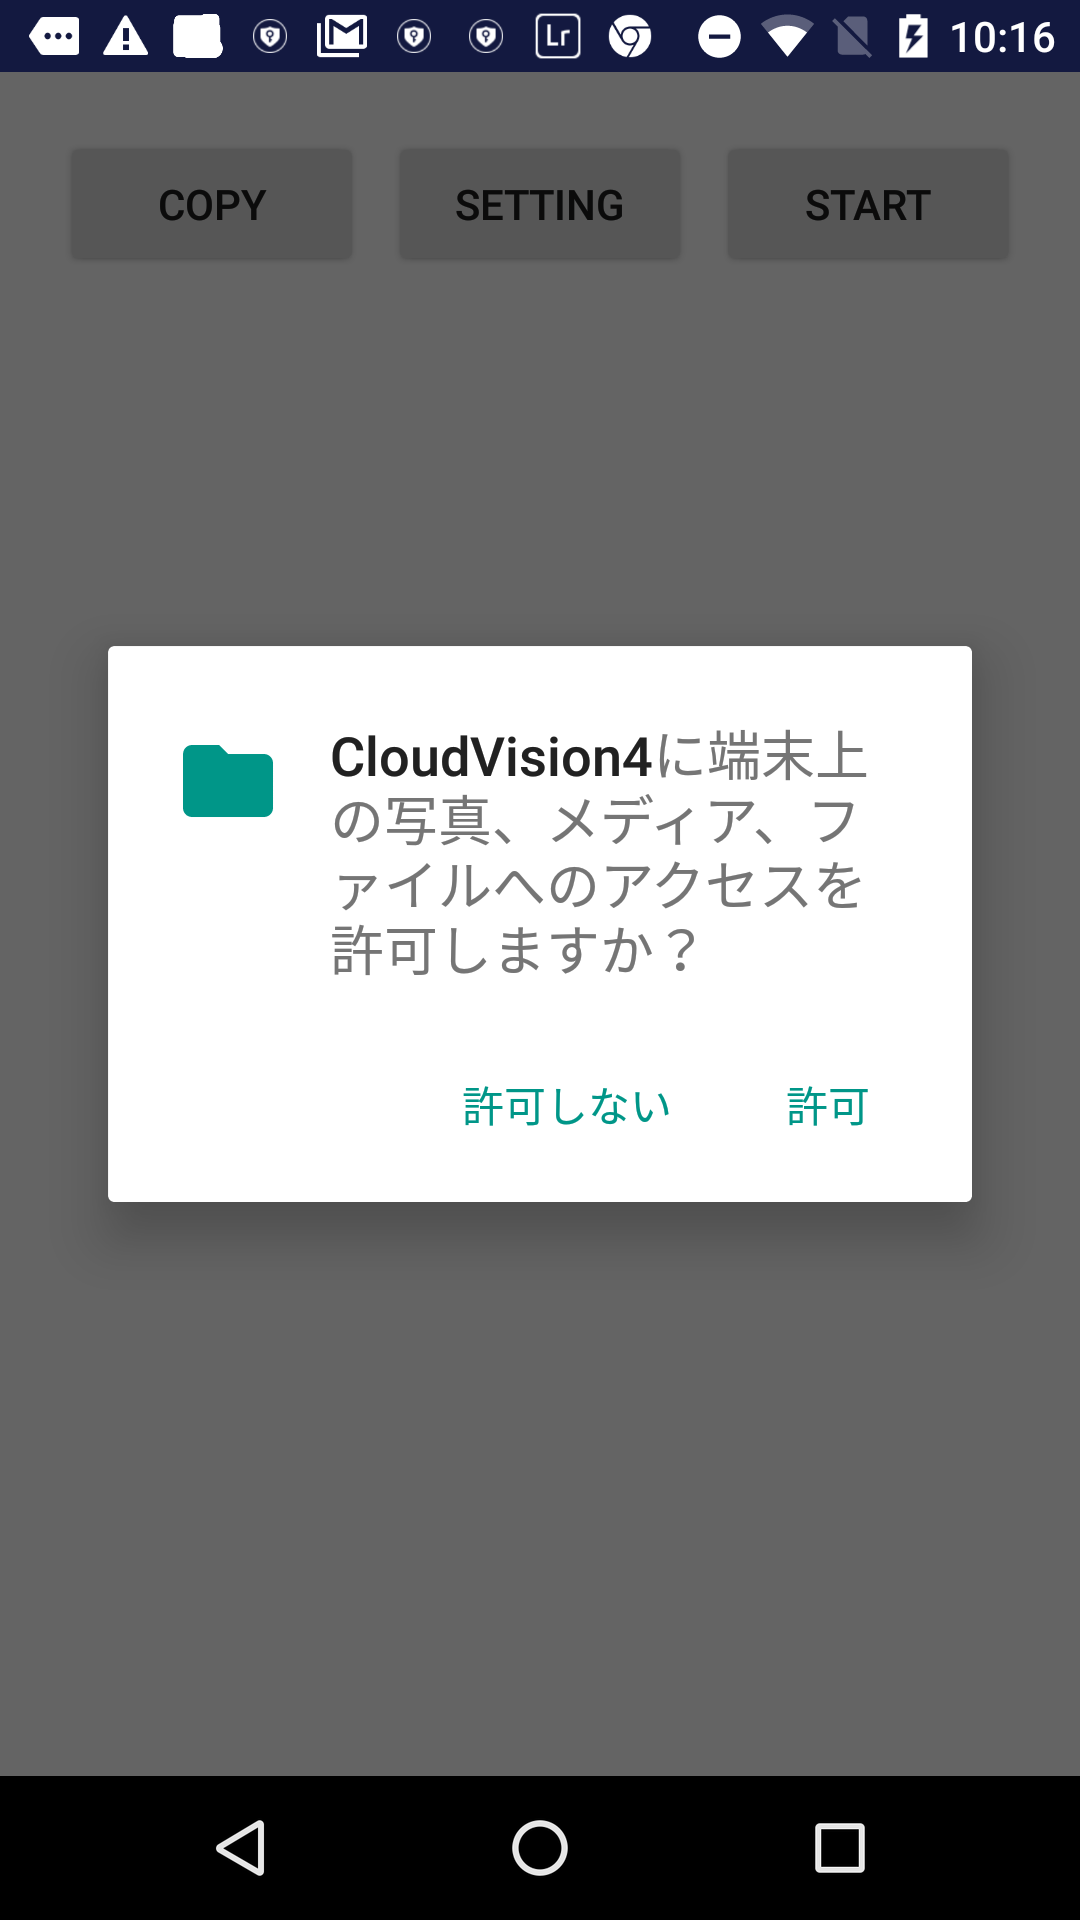 Lr 10:16
COPY SETTING START
CloudVision4に端末上
の写真、メディア、フ
ァイルへのアクセスを
許可しますか？
許可しない 許可